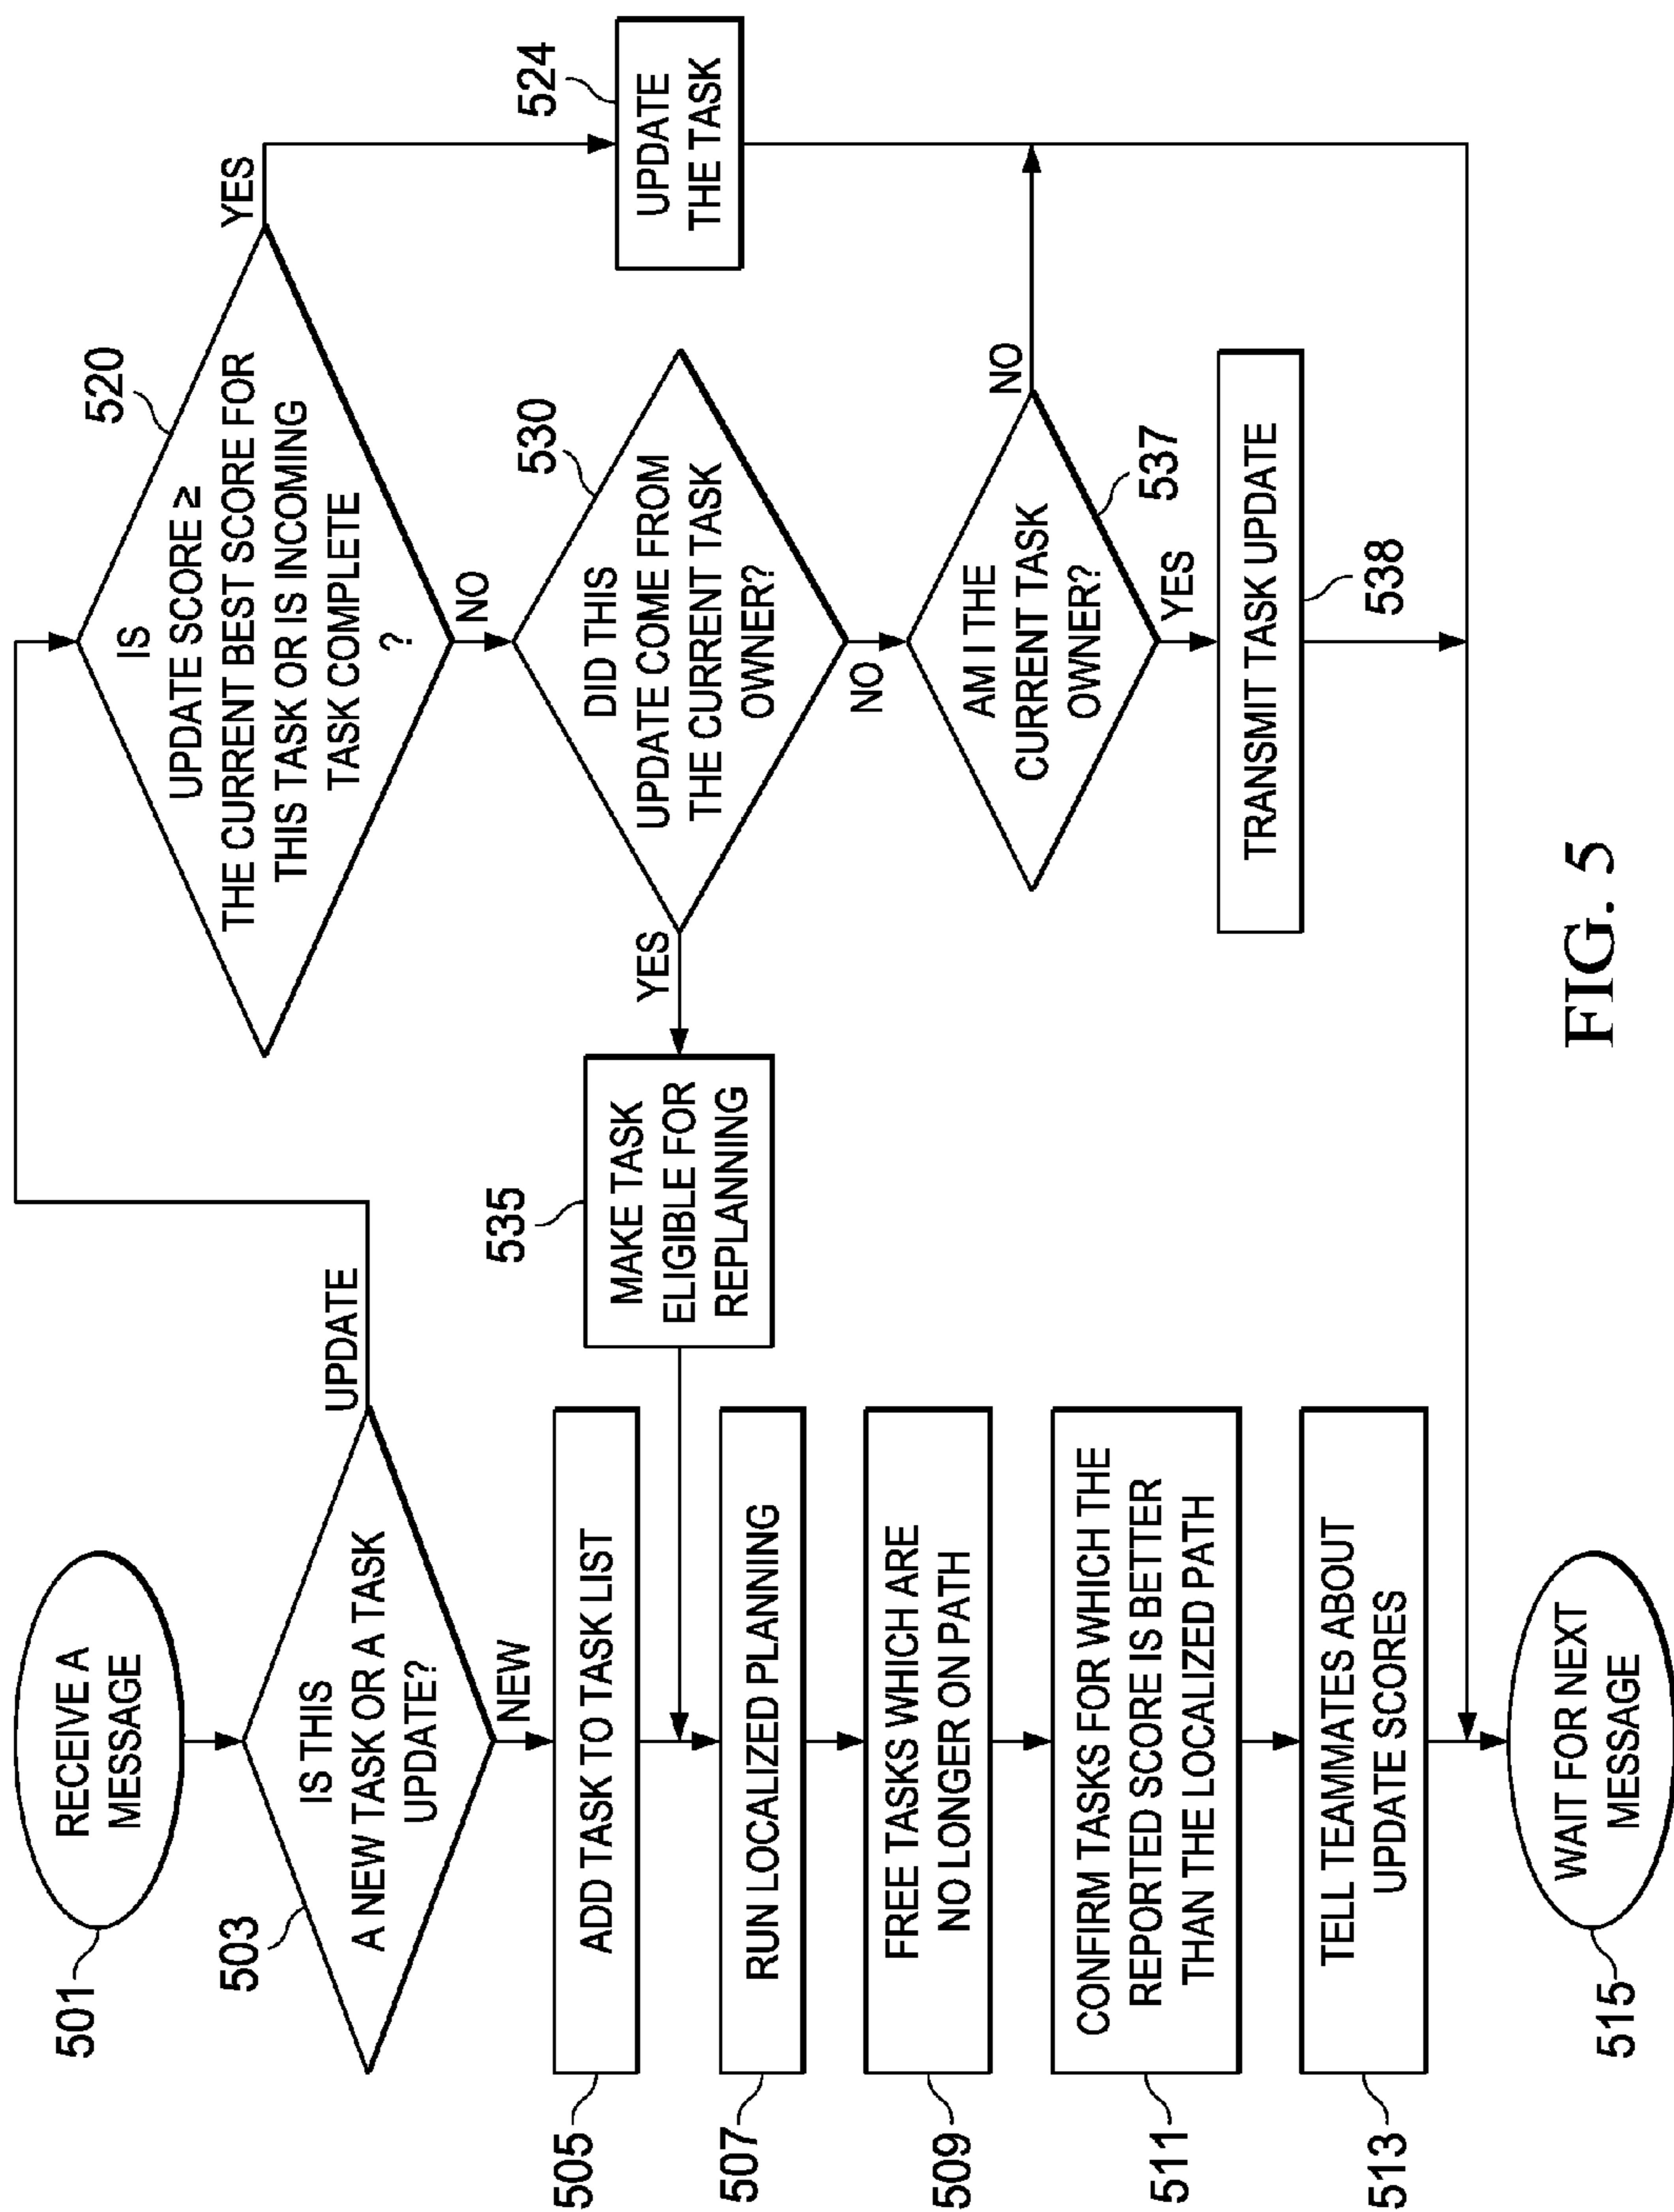 501
RECEIVE A
MESSAGE
503
IS THIS
A NEW TASK OR A TASK
UPDATE?
UPDATE
NEW
505
ADD TASK TO TASK LIST
507
RUN LOCALIZED PLANNING
509
FREE TASKS WHICH ARE
NO LONGER ON PATH
511
CONFIRM TASKS FOR WHICH THE
REPORTED SCORE IS BETTER
THAN THE LOCALIZED PATH
513
TELL TEAMMATES ABOUT
UPDATE SCORES
515
WAIT FOR NEXT
MESSAGE
520
IS
UPDATE SCORE ≥
THE CURRENT BEST SCORE FOR
THIS TASK OR IS INCOMING
TASK COMPLETE
?
YES
NO
524
UPDATE
THE TASK
530
DID THIS
UPDATE COME FROM
THE CURRENT TASK
OWNER?
YES
NO
535
MAKE TASK
ELIGIBLE FOR
REPLANNING
537
AM I THE
CURRENT TASK
OWNER?
NO
YES
TRANSMIT TASK UPDATE
538
FIG. 5